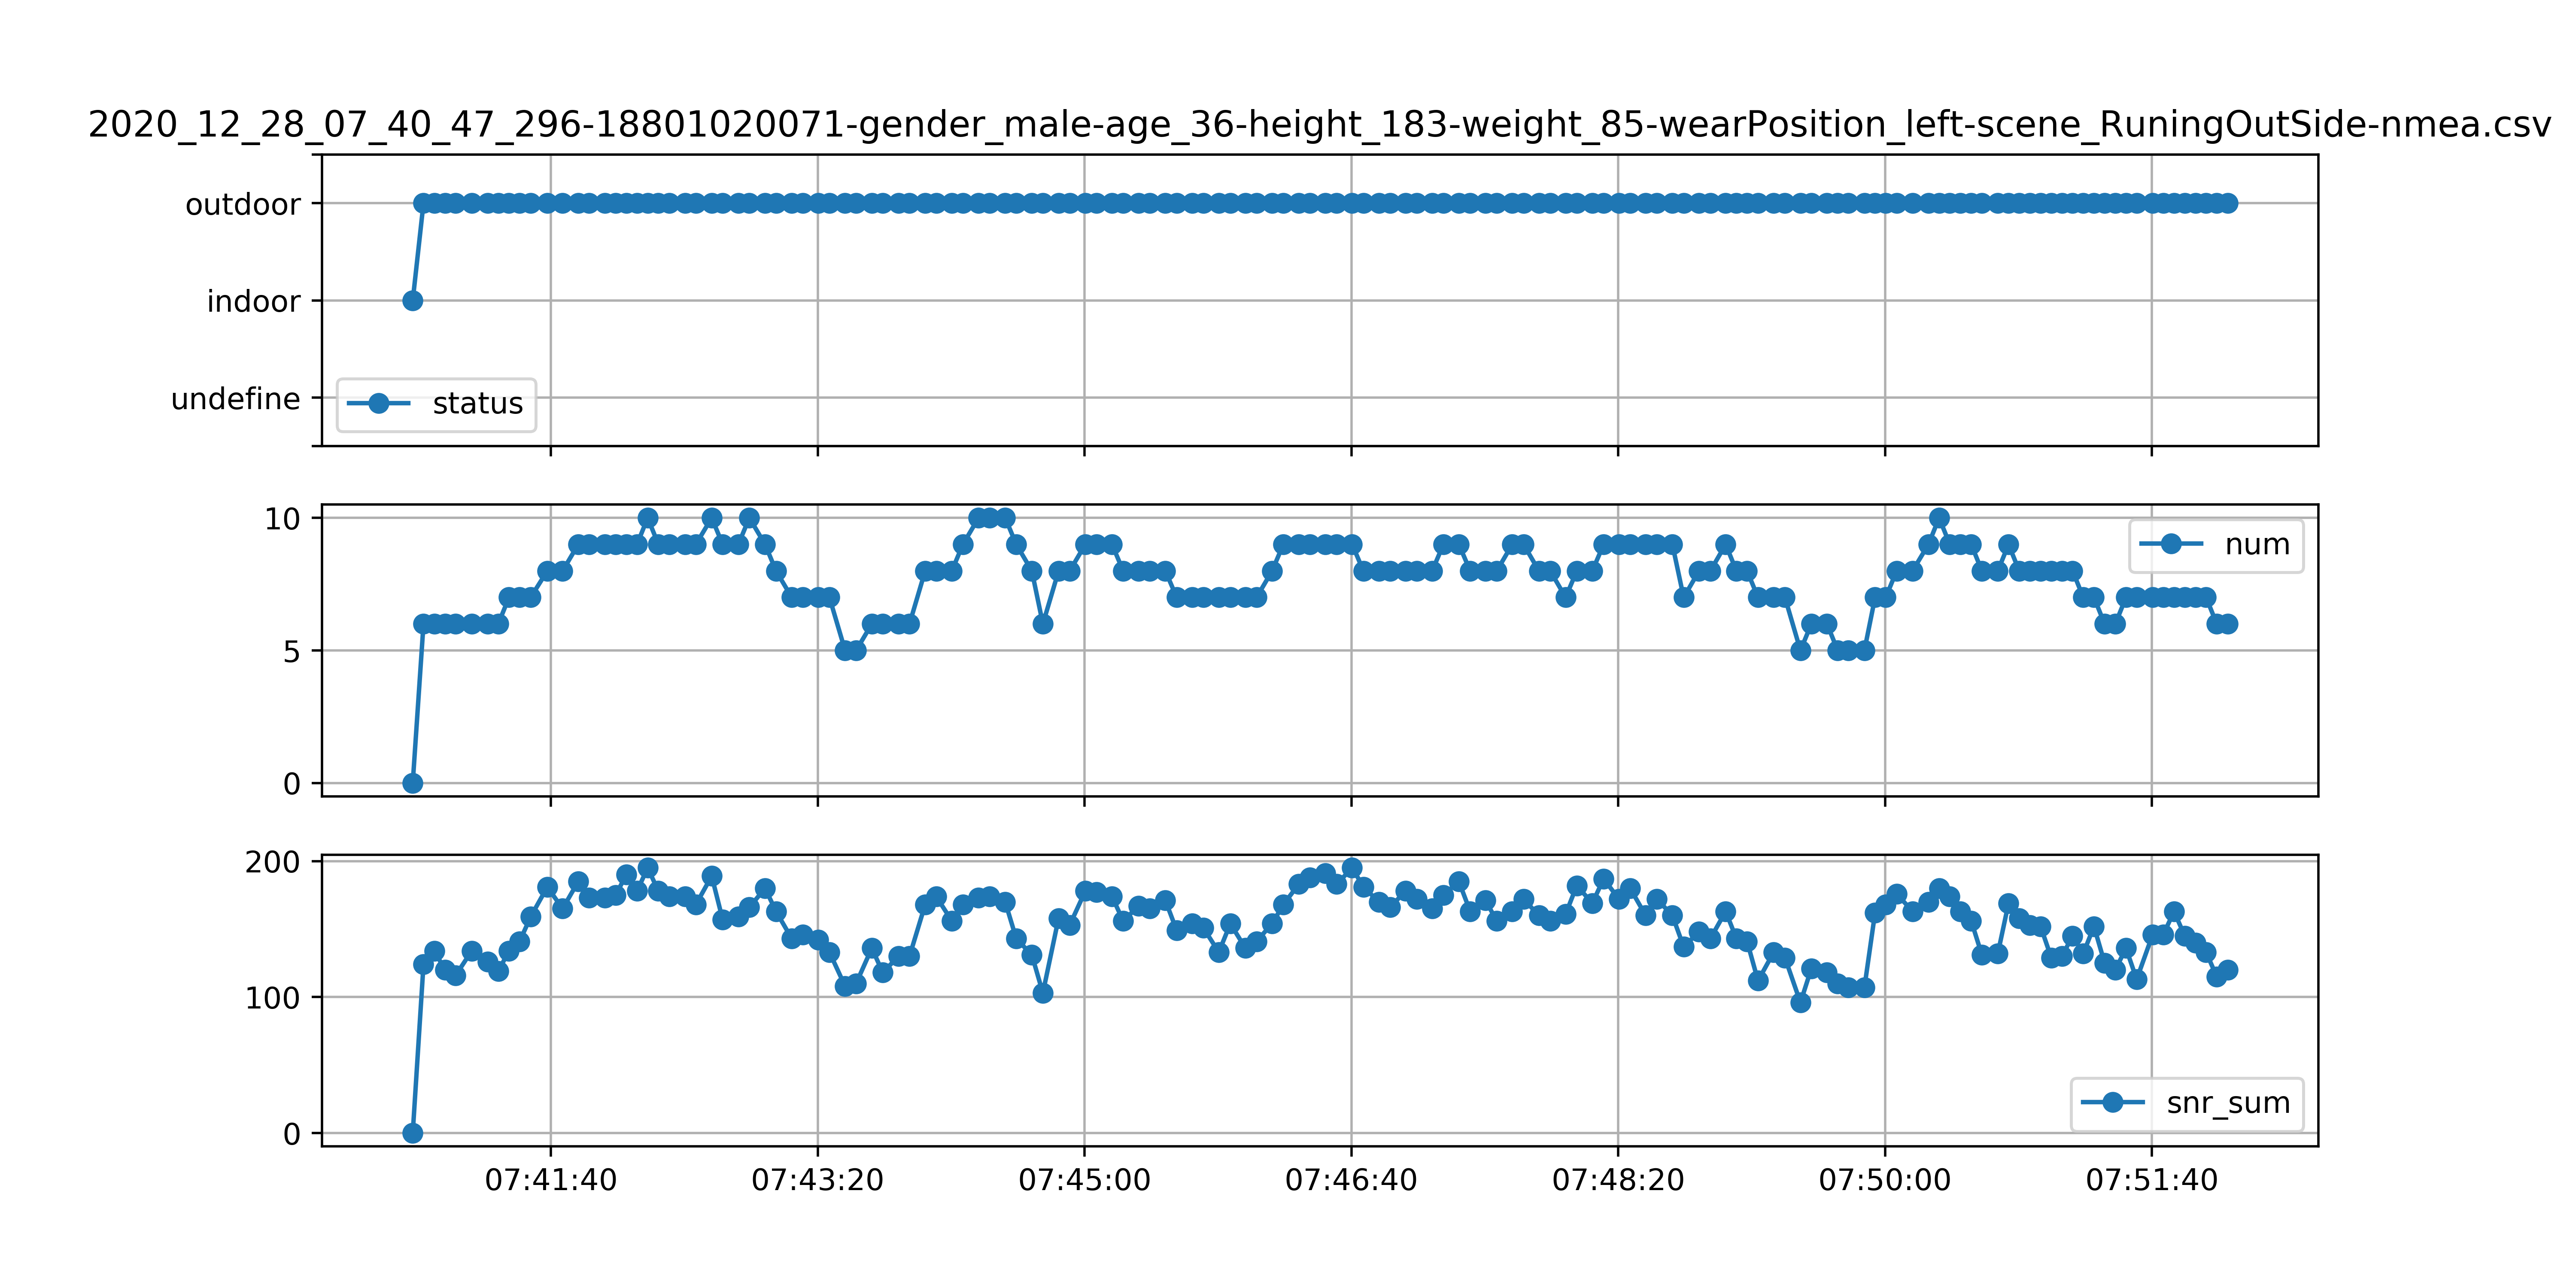 2020_12_28_07_40_47_296-18801020071-gender_male-age_36-height_183-weight_85-wearPosition_left-scene_RuningOutSide-nmea.csv
outdoor
indoor
undefine
status
10
5
0
num
200
100
0
snr_sum
07:41:40 07:43:20 07:45:00 07:46:40 07:48:20 07:50:00 07:51:40